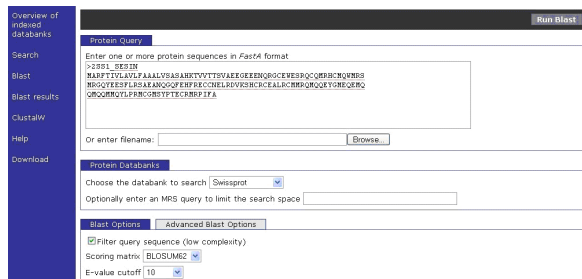 Overview of
indexed
databanks
Search
Blast
Blast results
ClustalW
Help
Download
Run Blast
Protein Query
Enter one or more protein sequences in FastA format
>2SS1_SESIN
MARFTIVLAVLFAAALVSASAHKTVVTTSVAEEGEEENQRGCEWESRQCQMRHCMQWMRS
MRGQYEESFLRSAEANQGQFEHFRECCNELRDVKSHCRCEALRCMMRQMQQEYGMEQEMQ
QMQQMMQYLPRMCGMSYPTECRMRPIFA
Or enter filename:
Browse...
Protein Databanks
Choose the databank to search Swissprot
Optionally enter an MRS query to limit the search space
Blast Options
Advanced Blast Options
Filter query sequence (low complexity)
Scoring matrix BLOSUM62
E-value cutoff 10